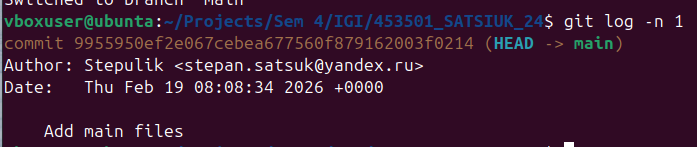 Switched to branch 'main'
vboxuser@ubuntu:~/Projects/Sem 4/IGI/453501_SATSIUK_24$ git log -n 1
commit 9955950ef2e067cebea677560f879162003f0214 (HEAD -> main)
Author: Stepulik <stepan.satsuk@yandex.ru>
Date:   Thu Feb 19 08:08:34 2026 +0000

    Add main files